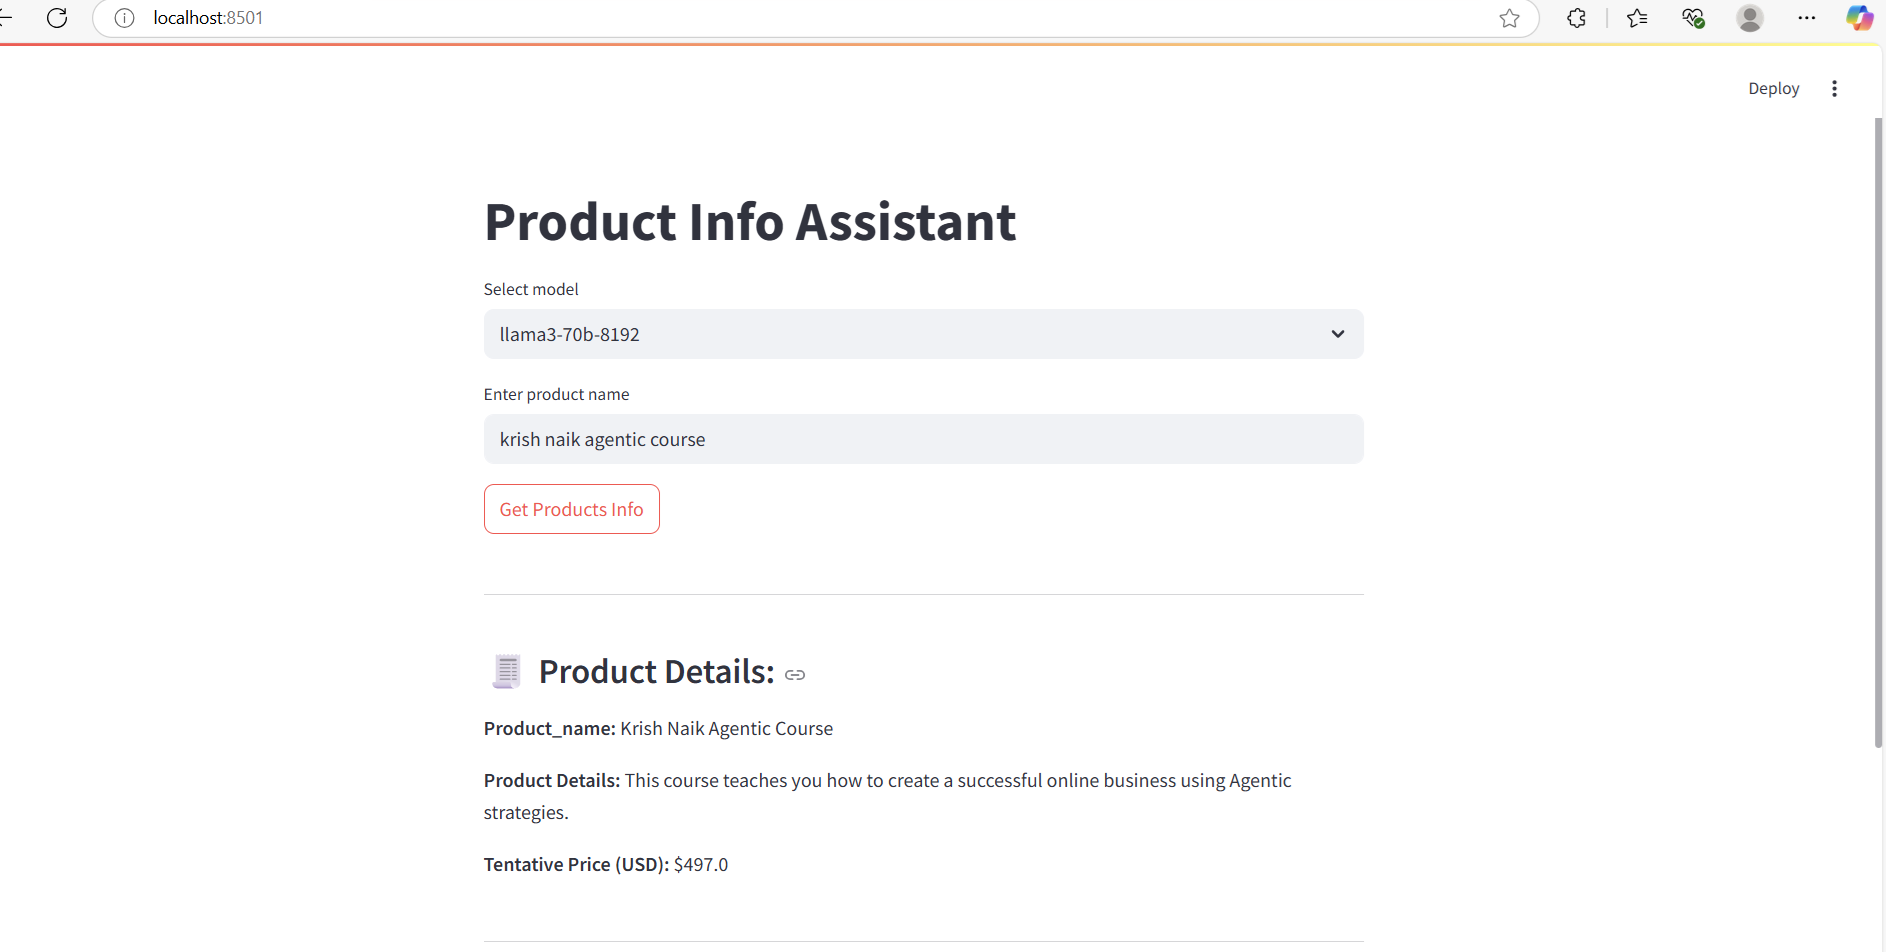 localhost:8501
Deploy
Product Info Assistant
Select model
llama3-70b-8192
Enter product name
krish naik agentic course
Get Products Info
Product Details:
Product_name: Krish Naik Agentic Course
Product Details: This course teaches you how to create a successful online business using Agentic
strategies.
Tentative Price (USD): $497.0